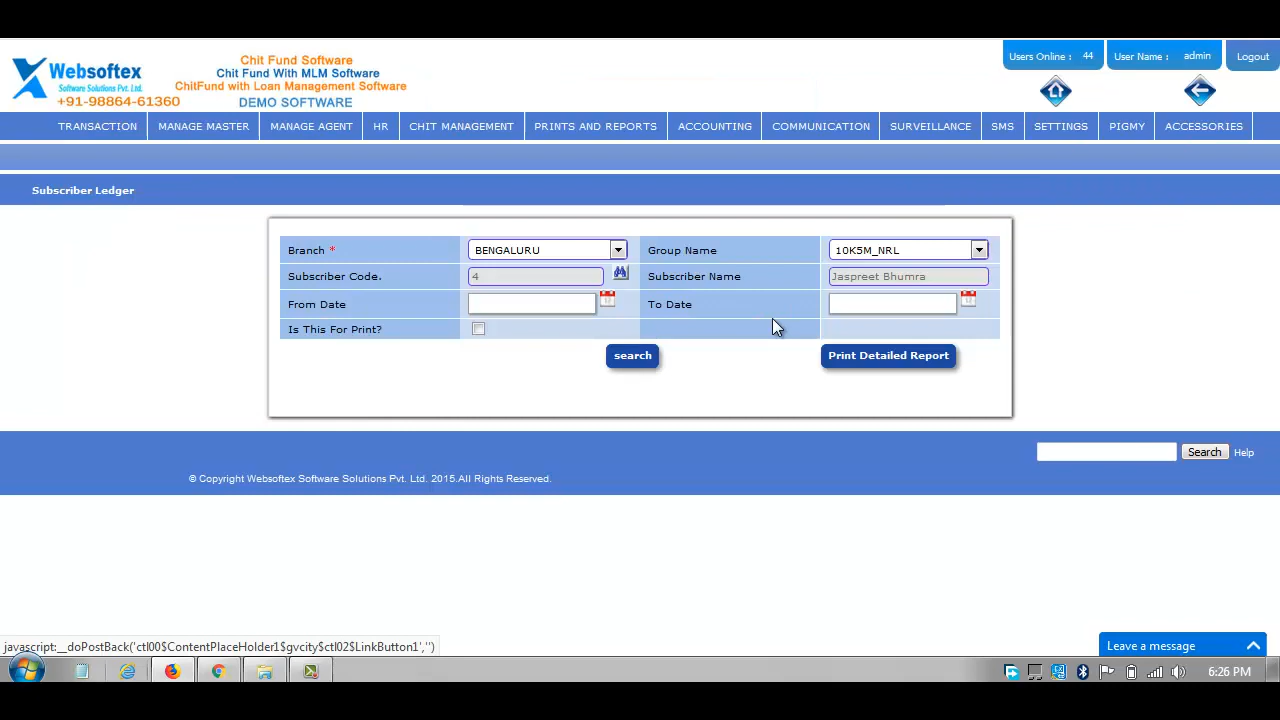 Websoftex
Software Solutions Pvt. Ltd.
+91-98864-61360
Chit Fund Software
Chit Fund With MLM Software
ChitFund with Loan Management Software
DEMO SOFTWARE
Users Online : 44
User Name : admin
Logout
TRANSACTION MANAGE MASTER MANAGE AGENT HR CHIT MANAGEMENT PRINTS AND REPORTS ACCOUNTING COMMUNICATION SURVEILLANCE SMS SETTINGS PIGMY ACCESSORIES
Subscriber Ledger
Branch * BENGALURU Group Name 10K5M_NRL
Subscriber Code. 4 Subscriber Name Jaspreet Bhumra
From Date To Date
Is This For Print?
search Print Detailed Report
Search Help
© Copyright Websoftex Software Solutions Pvt. Ltd. 2015.All Rights Reserved.
javascript:__doPostBack('ctl00$ContentPlaceHolder1$gvcity$ctl02$LinkButton1','')
Leave a message
6:26 PM